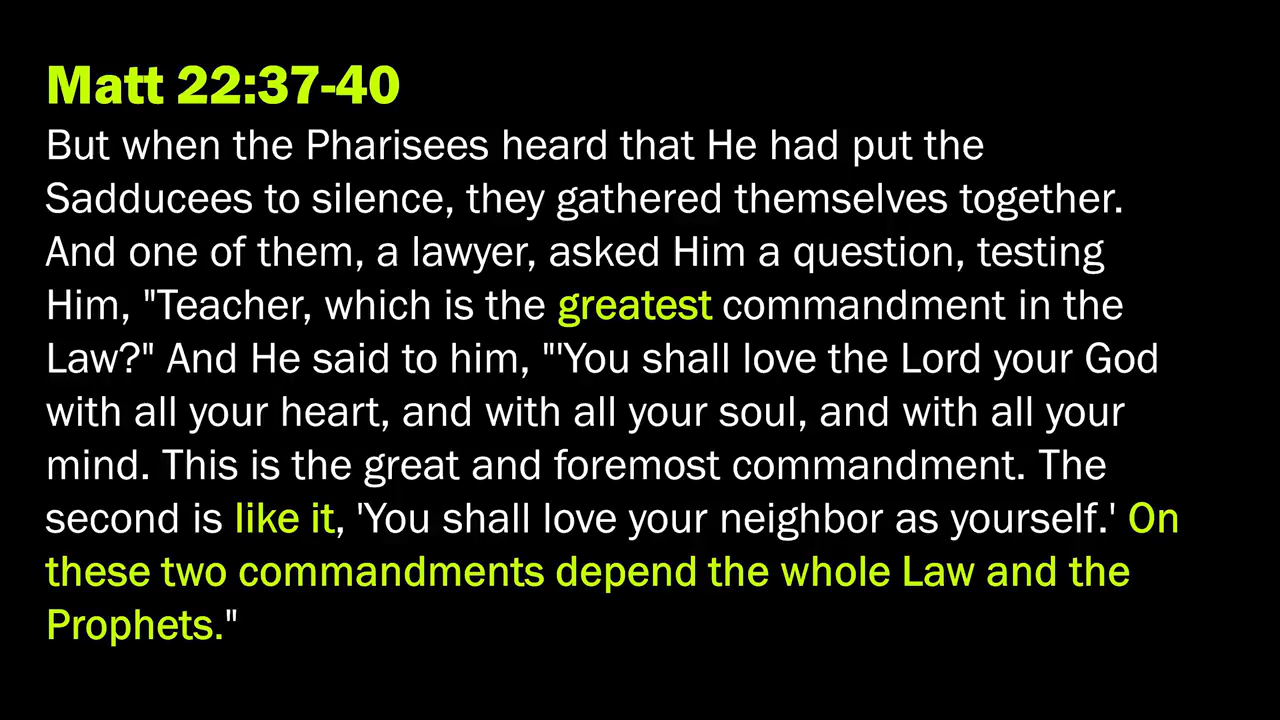 Matt 22:37-40
But when the Pharisees heard that He had put the
Sadducees to silence, they gathered themselves together.
And one of them, a lawyer, asked Him a question, testing
Him, "Teacher, which is the greatest commandment in the
Law?" And He said to him, "'You shall love the Lord your God
with all your heart, and with all your soul, and with all your
mind. This is the great and foremost commandment. The
second is like it, 'You shall love your neighbor as yourself.' On
these two commandments depend the whole Law and the
Prophets."